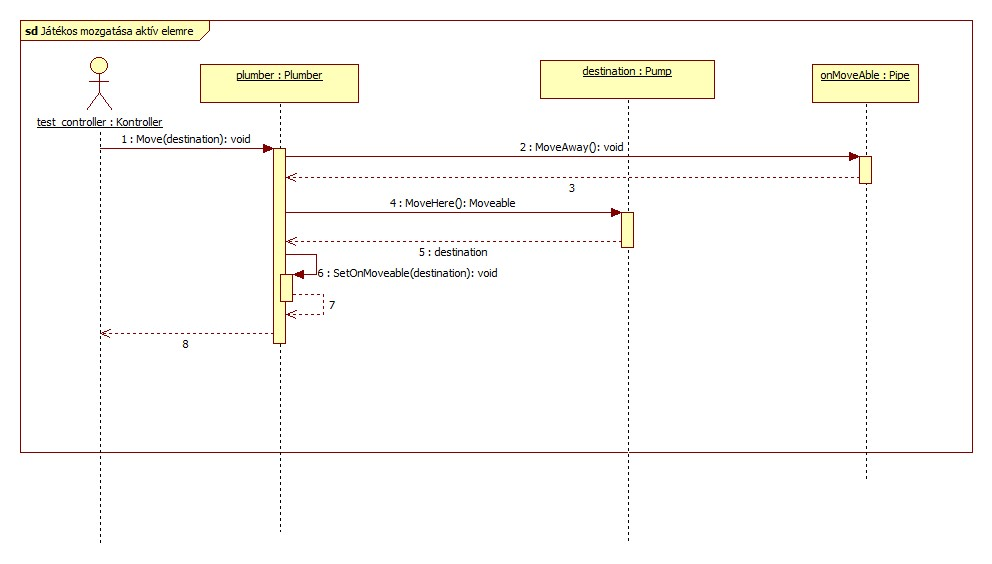 sd Játékos mozgatása aktív elemre
plumber : Plumber
destination : Pump
onMoveAble : Pipe
test_controller : Kontroller
1 : Move(destination): void
2 : MoveAway(): void
3
4 : MoveHere(): Moveable
5 : destination
6 : SetOnMoveable(destination): void
7
8